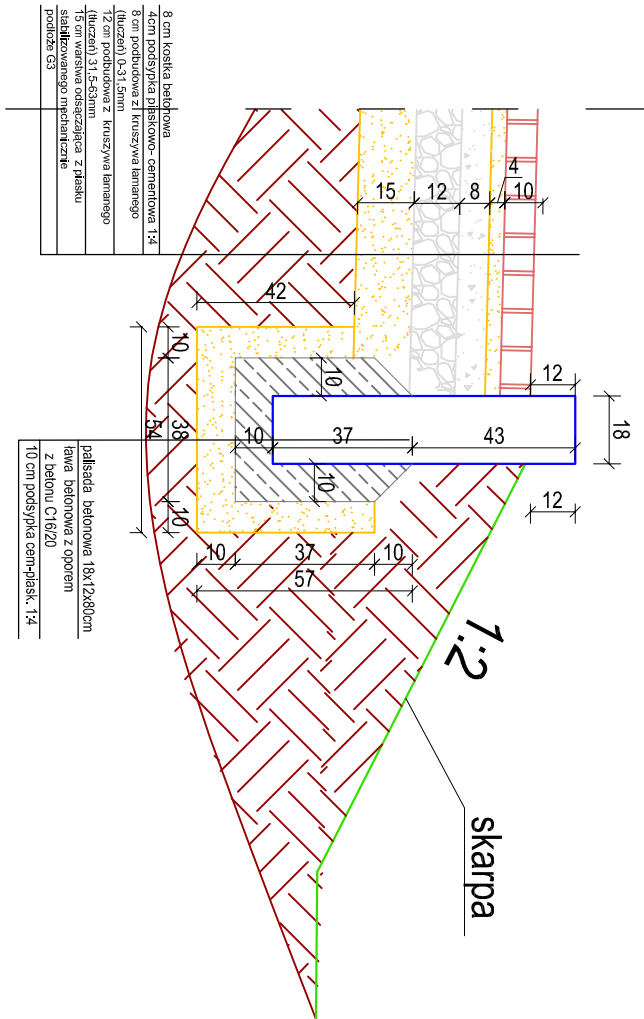 8 cm kostka betonowa
4cm podsypka piaskowo- cementowa 1:4
8 cm podbudowa z kruszywa łamanego
(tłuczeń) 0-31,5mm
12 cm podbudowa z kruszywa łamanego
(tłuczeń) 31,5-63mm
15 cm warstwa odsączająca z piasku
stabilizowanego mechanicznie
podłoże G3
4
15 12 8 10
42
10
38
54
10
10
10 37 43
10
12
18
12
10 37 10
57
palisada betonowa 18x12x80cm
ława betonowa z oporem
z betonu C16/20
10 cm podsypka cem-piask. 1:4
1:2
skarpa